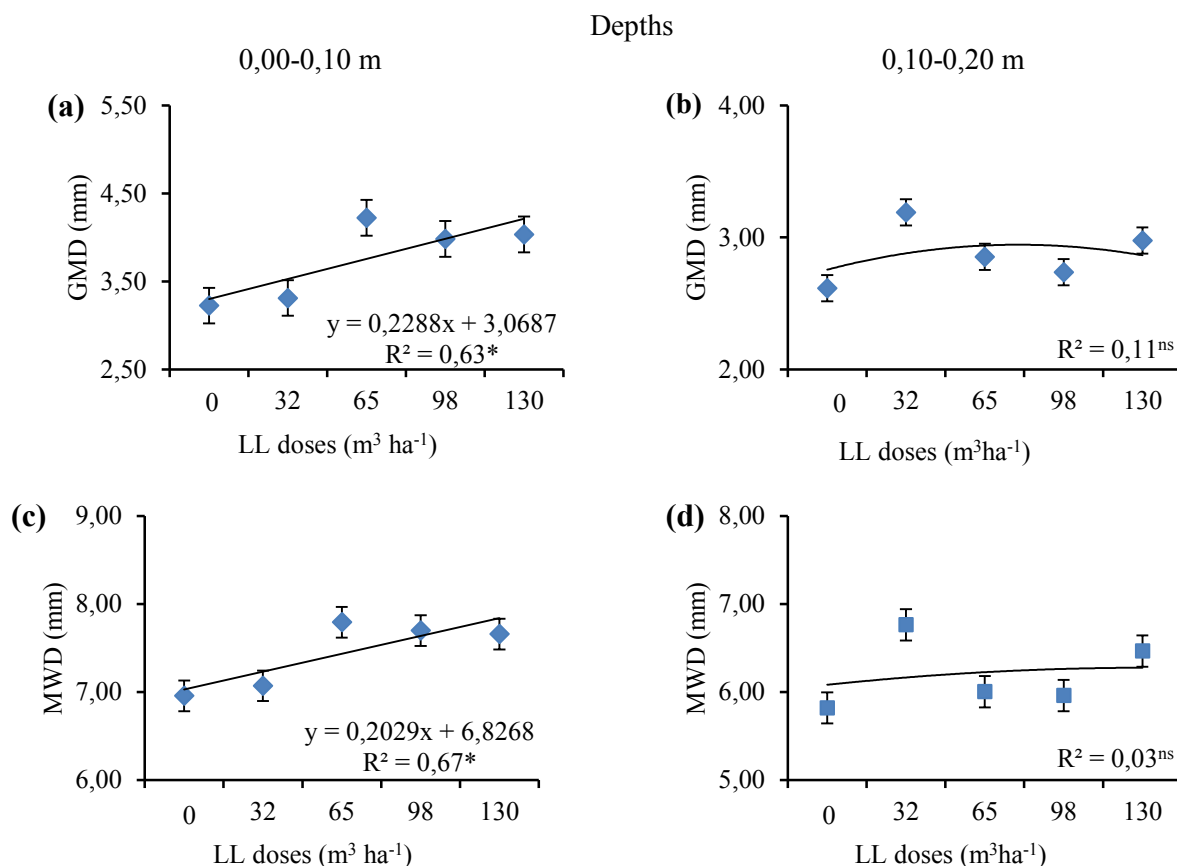 Depths
0,00-0,10 m
0,10-0,20 m
(a)
GMD (mm)
5,50
4,50
3,50
2,50
y = 0,2288x + 3,0687
R² = 0,63*
0 32 65 98 130
LL doses (m³ ha⁻¹)
(b)
GMD (mm)
4,00
3,00
2,00
R² = 0,11ⁿˢ
0 32 65 98 130
LL doses (m³ha⁻¹)
(c)
MWD (mm)
9,00
8,00
7,00
6,00
y = 0,2029x + 6,8268
R² = 0,67*
0 32 65 98 130
LL doses (m³ ha⁻¹)
(d)
MWD (mm)
8,00
7,00
6,00
5,00
R² = 0,03ⁿˢ
0 32 65 98 130
LL doses (m³ha⁻¹)